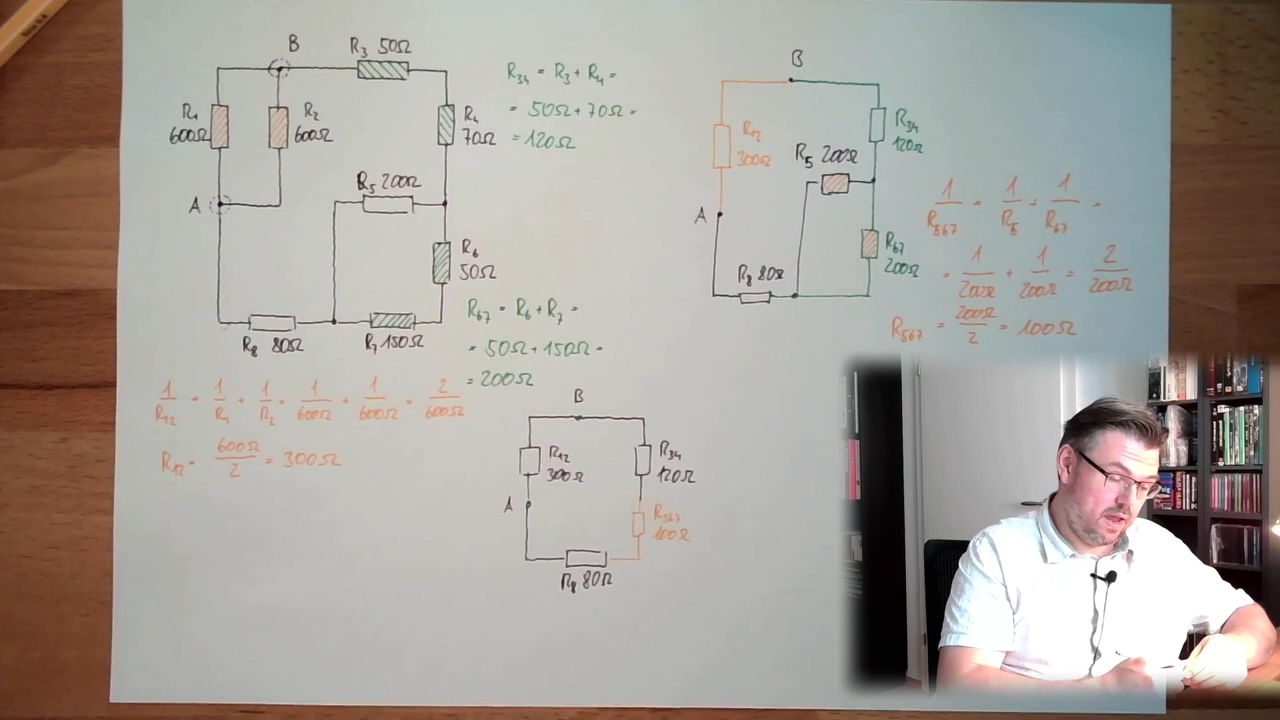 B
R3 50Ω
R1
600Ω
R2
600Ω
R4
70Ω
A
R5 200Ω
R6
50Ω
R8 80Ω
R7 150Ω
R34 = R3 + R4 =
= 50Ω + 70Ω =
= 120Ω
R67 = R6 + R7 =
= 50Ω + 150Ω =
= 200Ω
1/R12 = 1/R1 + 1/R2 = 1/600Ω + 1/600Ω = 2/600Ω
R12 = 600Ω/2 = 300Ω
B
R12
300Ω
R34
120Ω
R5 200Ω
A
R67
200Ω
R8 80Ω
1/R567 = 1/R5 + 1/R67 =
= 1/200Ω + 1/200Ω = 2/200Ω
R567 = 200Ω/2 = 100Ω
B
R12
300Ω
R34
120Ω
A
R567
100Ω
R8 80Ω